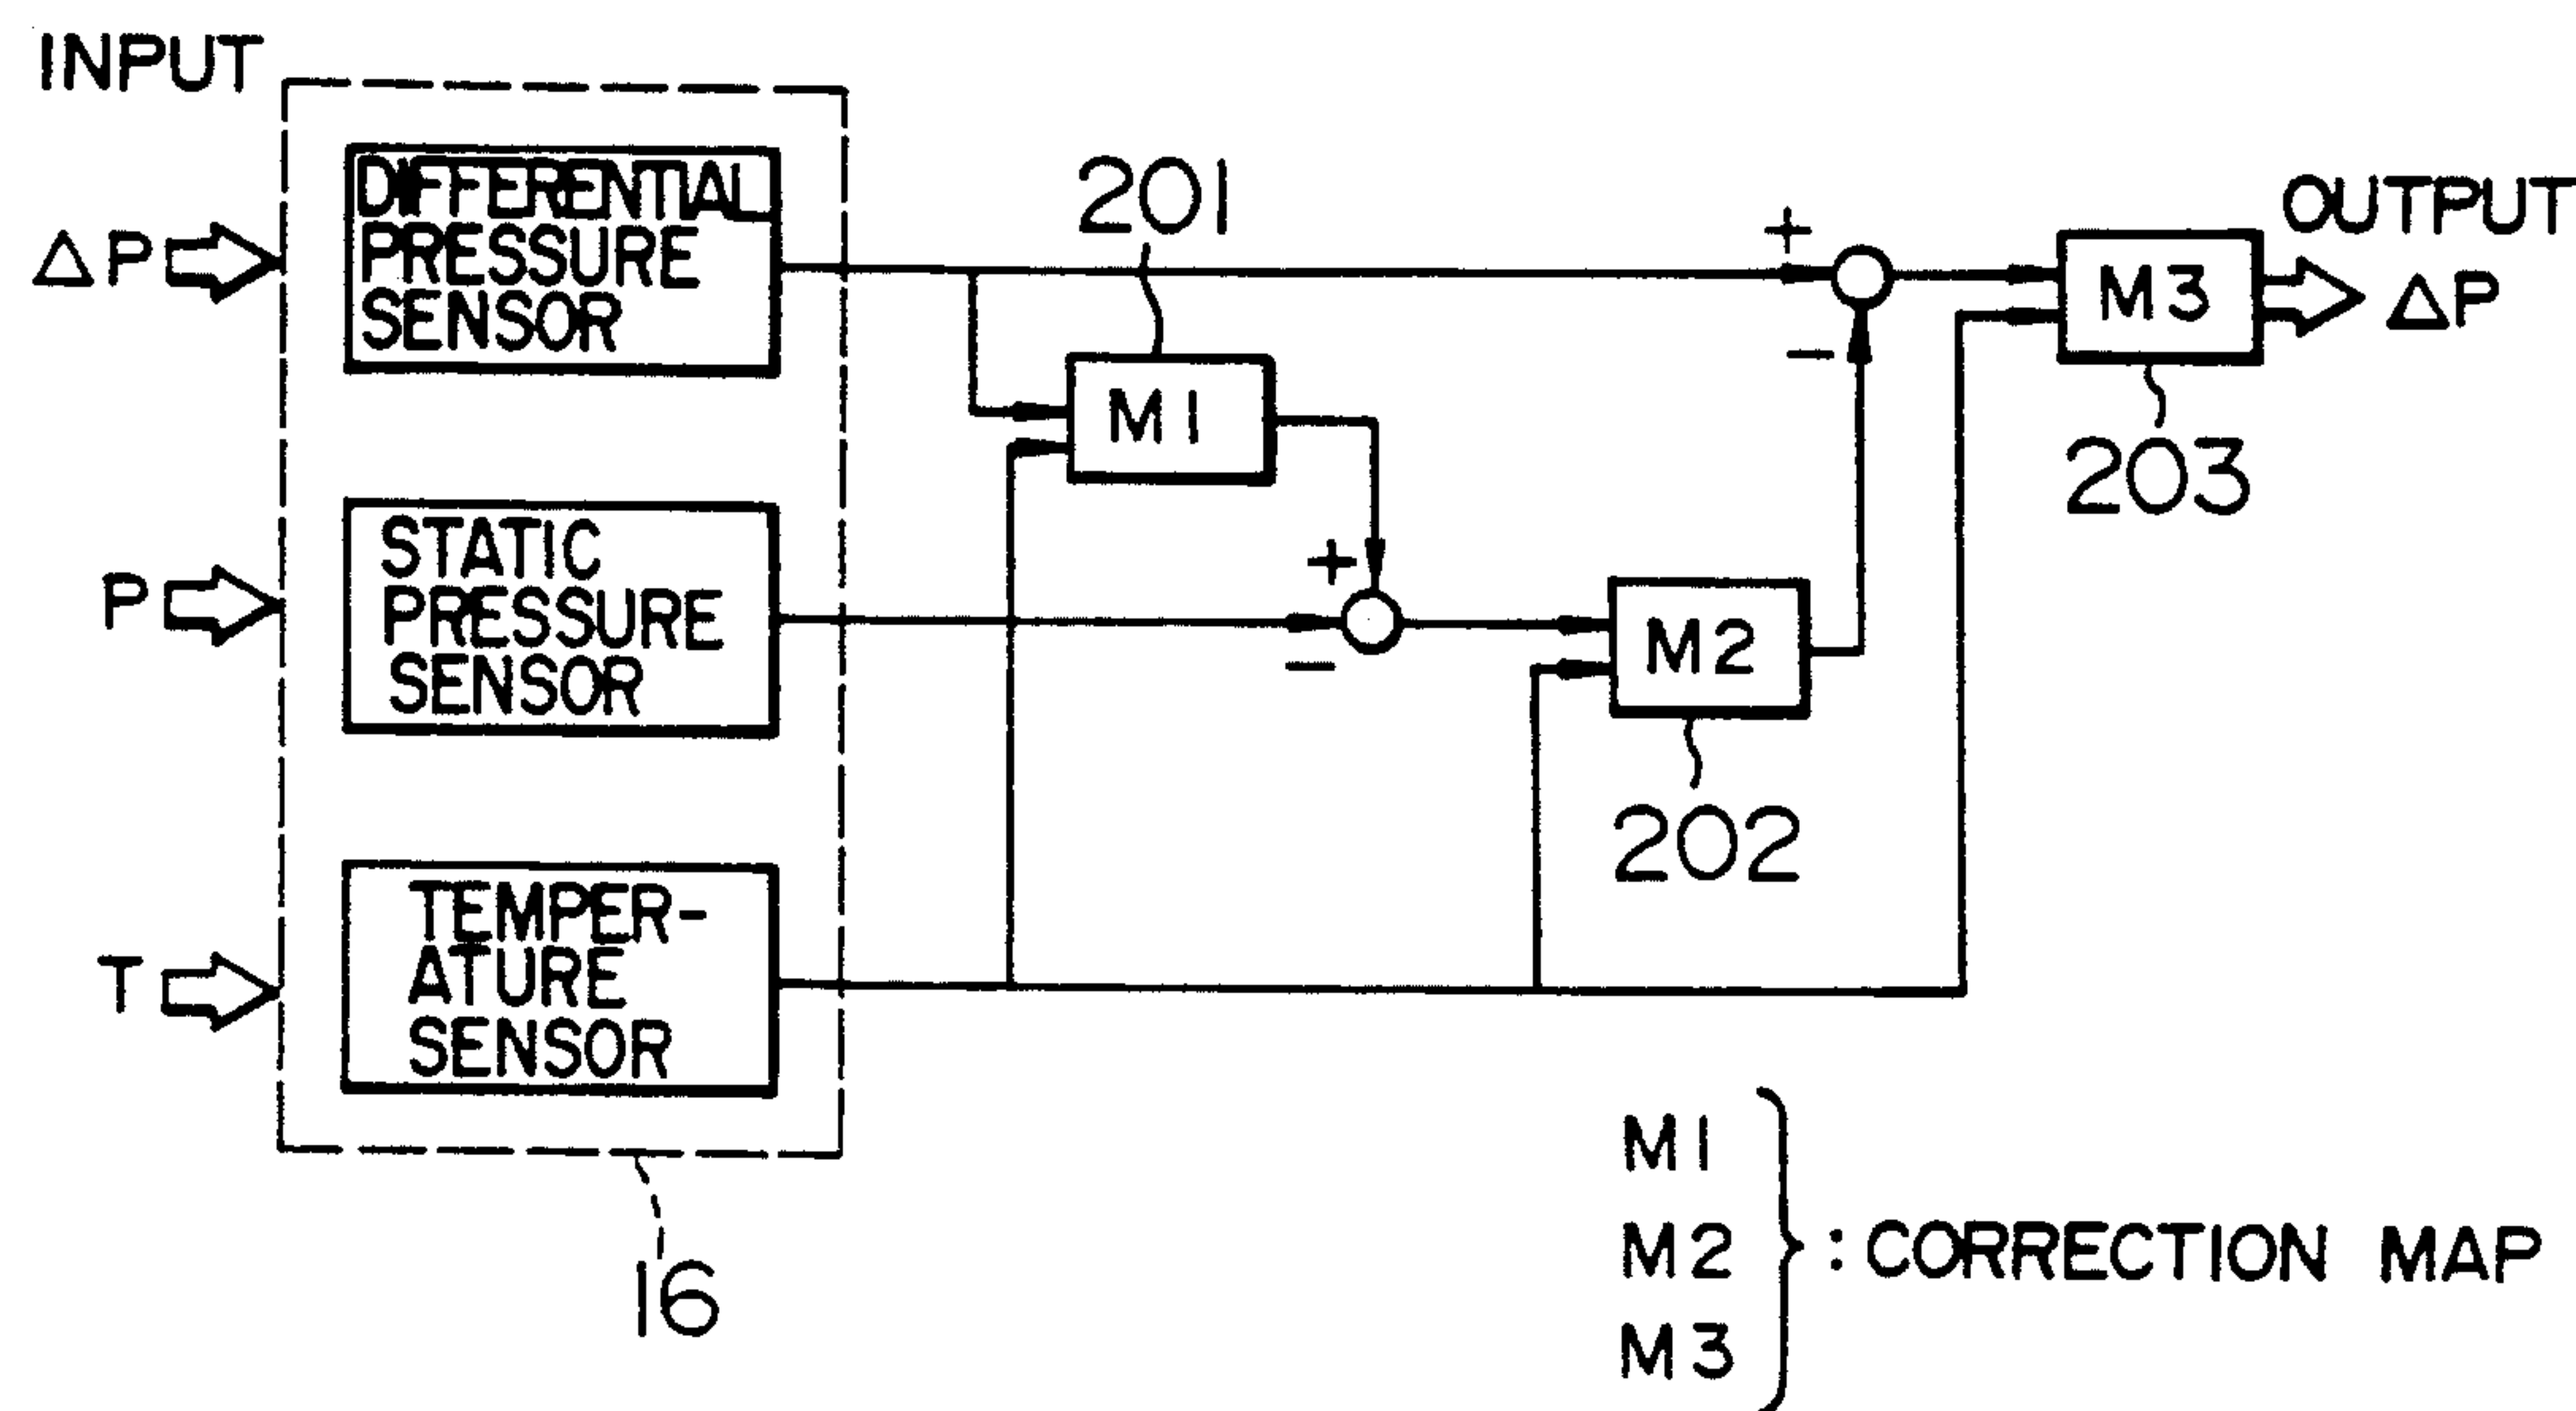 INPUT
ΔP
DIFFERENTIAL
PRESSURE
SENSOR
201
+
-
M3
OUTPUT
ΔP
203
M1
P
STATIC
PRESSURE
SENSOR
+
-
M2
202
T
TEMPER-
ATURE
SENSOR
16
M1
M2
M3
: CORRECTION MAP